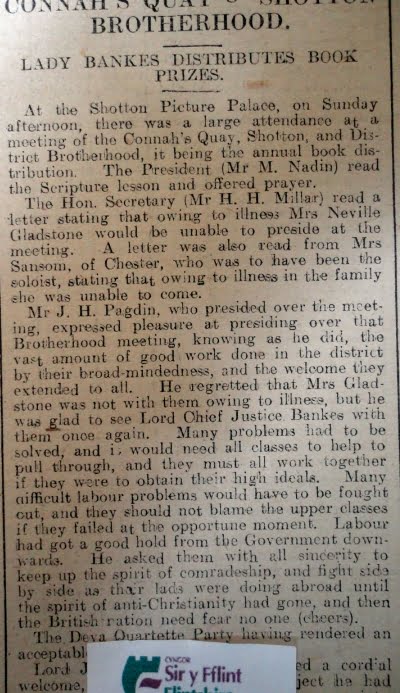 CONNAH'S QUAY & SHOTTON
BROTHERHOOD.
LADY BANKES DISTRIBUTES BOOK
PRIZES.
At the Shotton Picture Palace, on Sunday
afternoon, there was a large attendance at a
meeting of the Connah's Quay, Shotton, and Dis-
trict Brotherhood, it being the annual book dis-
tribution. The President (Mr M. Nadin) read
the Scripture lesson and offered prayer.
The Hon. Secretary (Mr H. H. Millar) read a
letter stating that owing to illness Mrs Neville
Gladstone would be unable to preside at the
meeting. A letter was also read from Mrs
Sansom, of Chester, who was to have been the
soloist, stating that owing to illness in the family
she was unable to come.
Mr J. H. Pagdin, who presided over the meet-
ing, expressed pleasure at presiding over that
Brotherhood meeting, knowing as he did, the
vast amount of good work done in the district
by their broad-mindedness, and the welcome they
extended to all. He regretted that Mrs Glad-
stone was not with them owing to illness, but he
was glad to see Lord Chief Justice Bankes with
them once again. Many problems had to be
solved, and it would need all classes to help to
pull through, and they must all work together
if they were to obtain their high ideals. Many
difficult labour problems would have to be fought
out, and they should not blame the upper classes
if they failed at the opportune moment. Labour
had got a good hold from the Government down-
wards. He asked them with all sincerity to
keep up the spirit of comradeship, and fight side
by side as their lads were doing abroad until
the spirit of anti-Christianity had gone, and then
the British nation need fear no one (cheers).
The Deva Quartette Party having rendered an
acceptable
Lord J ed a cordial
welcome, ject he had
CYNGOR
Sir y Fflint
Flintshire